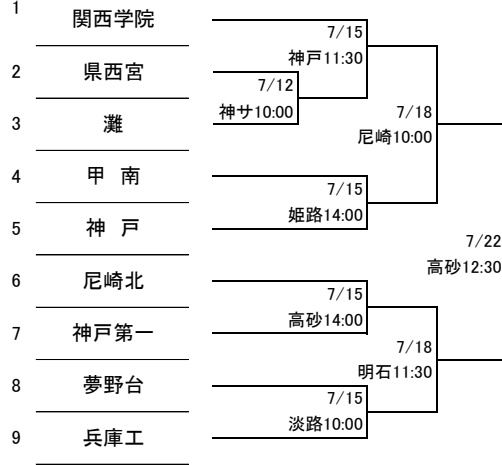 1 関西学院
7/15
神戸11:30
2 県西宮
7/12
神サ10:00
3 灘
7/18
尼崎10:00
4 甲 南
7/15
姫路14:00
5 神 戸
7/22
高砂12:30
6 尼崎北
7/15
高砂14:00
7 神戸第一
7/18
明石11:30
8 夢野台
7/15
淡路10:00
9 兵庫工